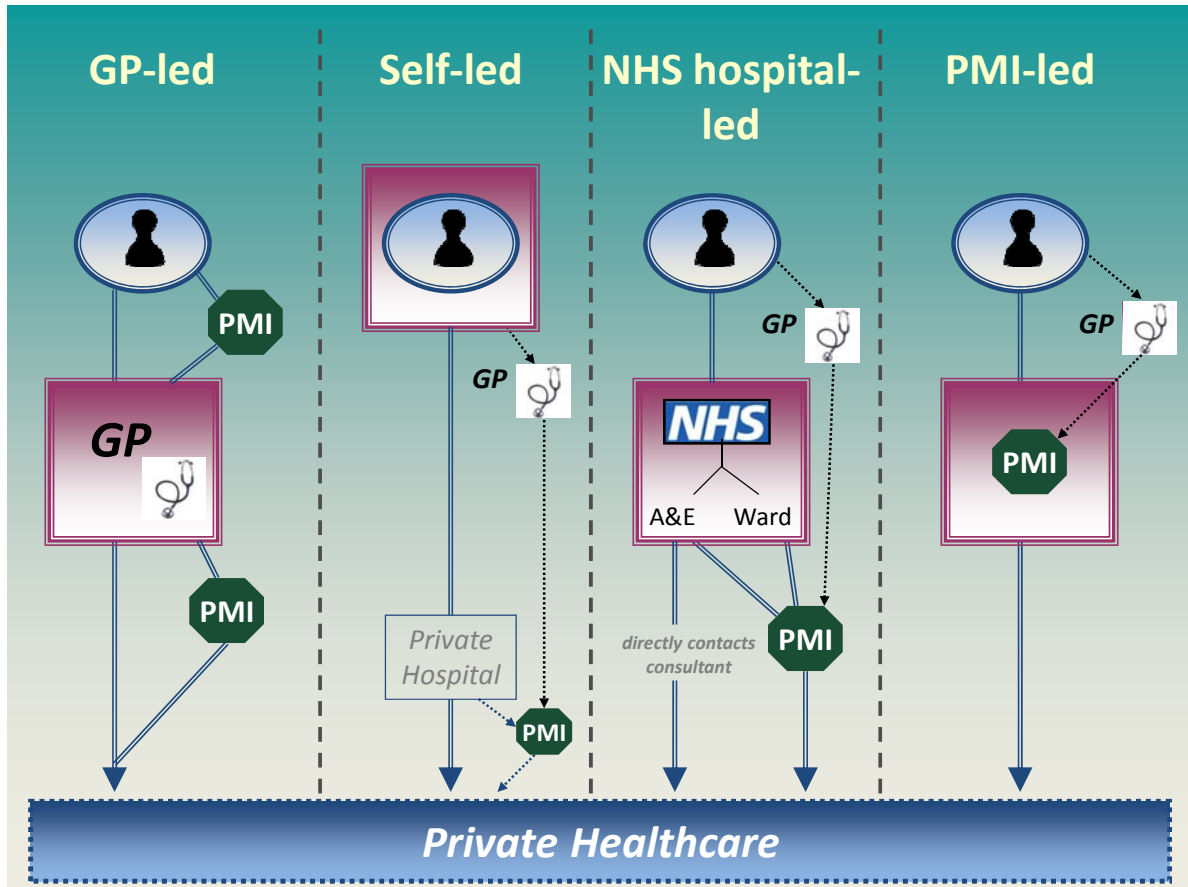 GP-led
Self-led
NHS hospital-
led
PMI-led
PMI
GP
PMI
GP
Private
Hospital
PMI
GP
NHS
A&E Ward
directly contacts
consultant
PMI
GP
PMI
Private Healthcare